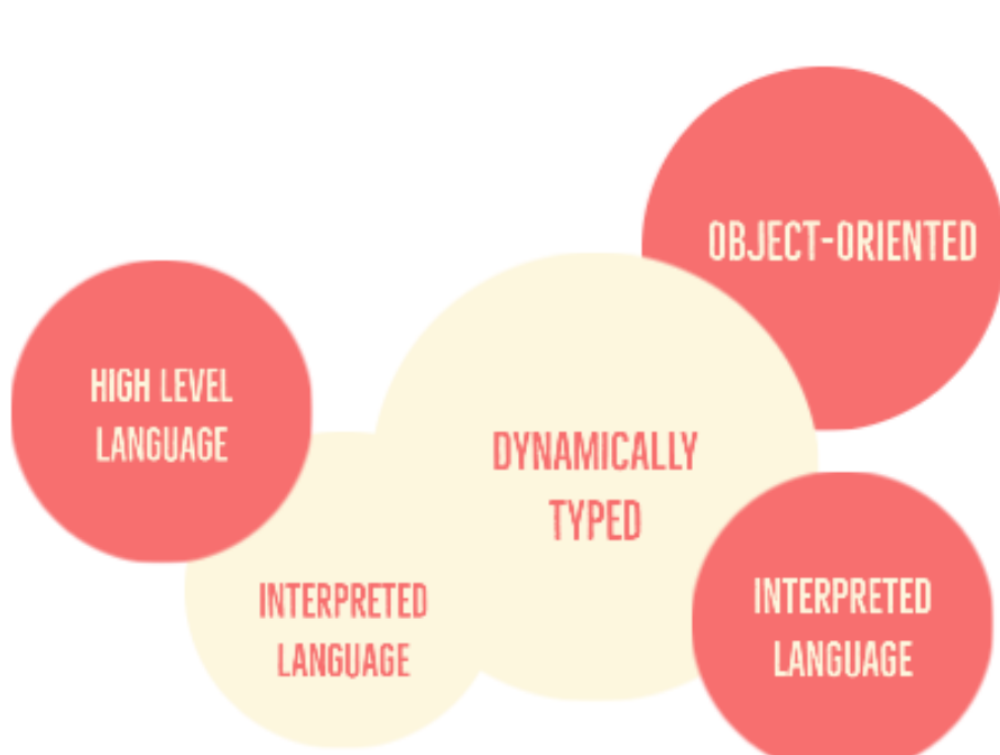 OBJECT-ORIENTED
HIGH LEVEL
LANGUAGE
DYNAMICALLY
TYPED
INTERPRETED
LANGUAGE
INTERPRETED
LANGUAGE